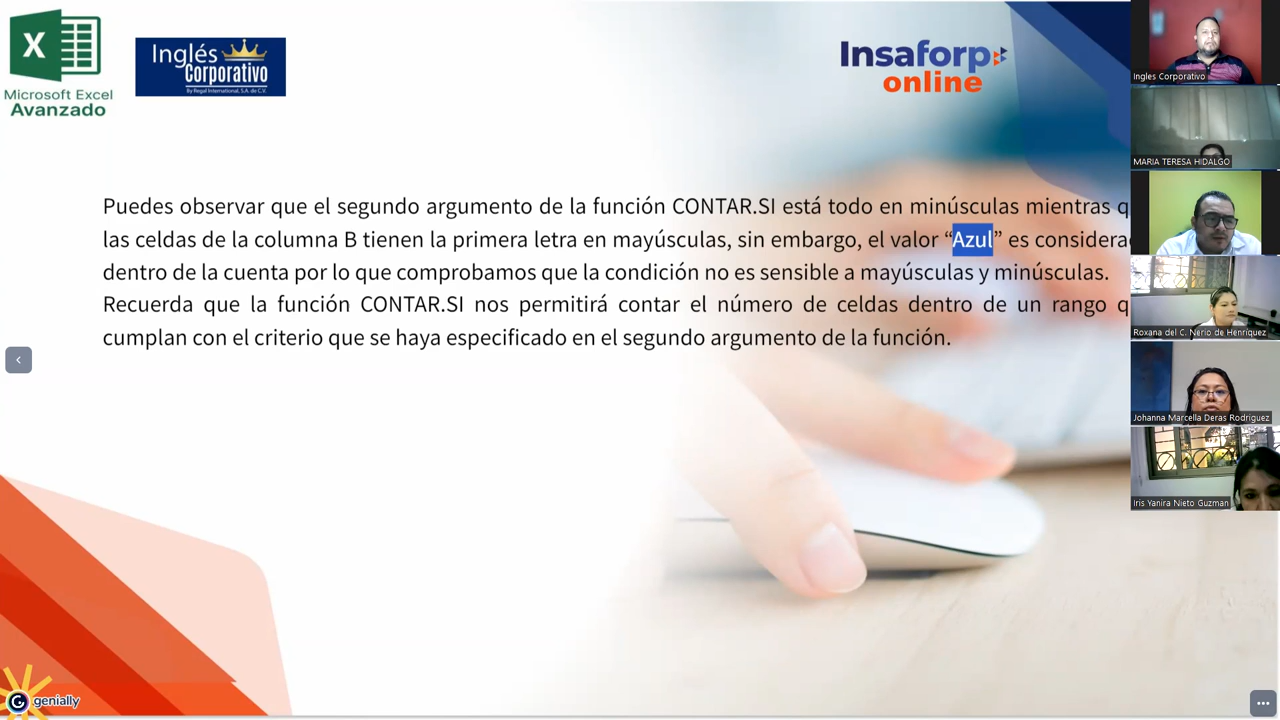 X
Microsoft Excel
Avanzado
Inglés
Corporativo
By Regal International, S.A. de C.V.
Insaforp
online
Puedes observar que el segundo argumento de la función CONTAR.SI está todo en minúsculas mientras q
las celdas de la columna B tienen la primera letra en mayúsculas, sin embargo, el valor “Azul” es considera
dentro de la cuenta por lo que comprobamos que la condición no es sensible a mayúsculas y minúsculas.
Recuerda que la función CONTAR.SI nos permitirá contar el número de celdas dentro de un rango q
cumplan con el criterio que se haya especificado en el segundo argumento de la función.
Ingles Corporativo
MARIA TERESA HIDALGO
Roxana del C. Nerio de Henríquez
Johanna Marcella Deras Rodriguez
Iris Yanira Nieto Guzman
genially